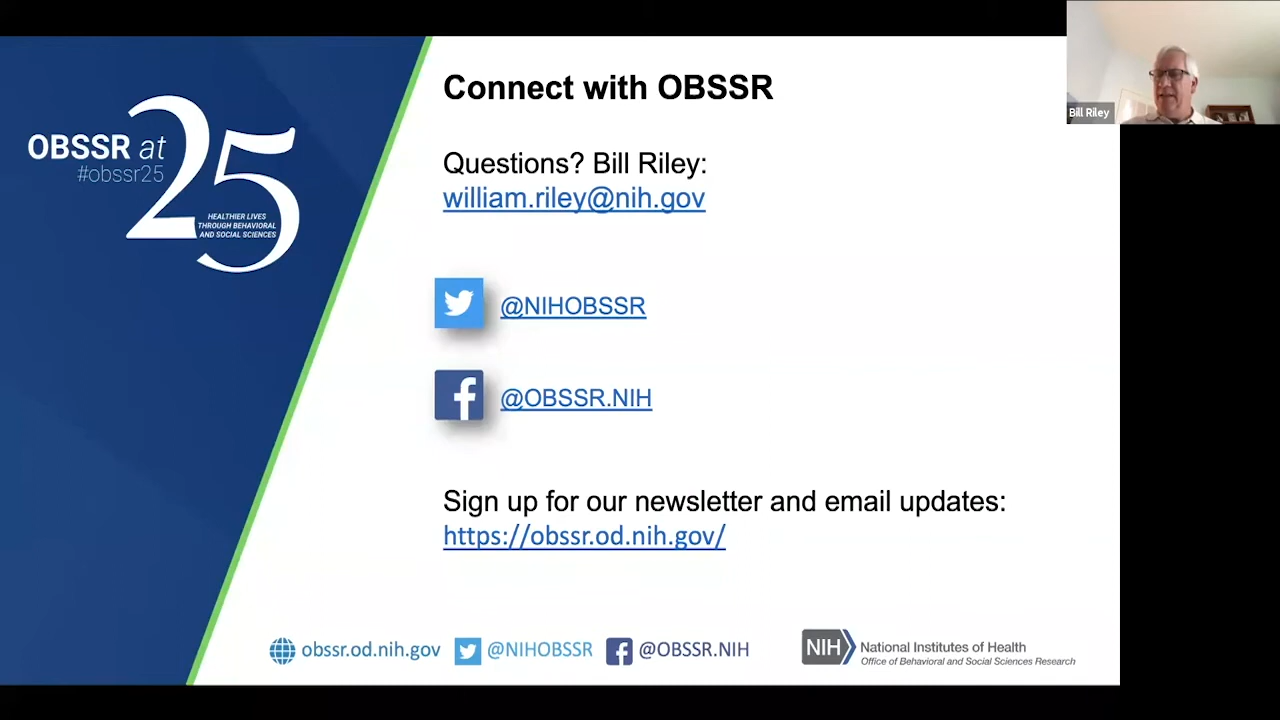 OBSSR at
#obssr25
25
HEALTHIER LIVES
THROUGH BEHAVIORAL
AND SOCIAL SCIENCES
Connect with OBSSR
Questions? Bill Riley:
william.riley@nih.gov
@NIHOBSSR
@OBSSR.NIH
Sign up for our newsletter and email updates:
https://obssr.od.nih.gov/
obssr.od.nih.gov @NIHOBSSR @OBSSR.NIH
NIH National Institutes of Health
Office of Behavioral and Social Sciences Research
Bill Riley